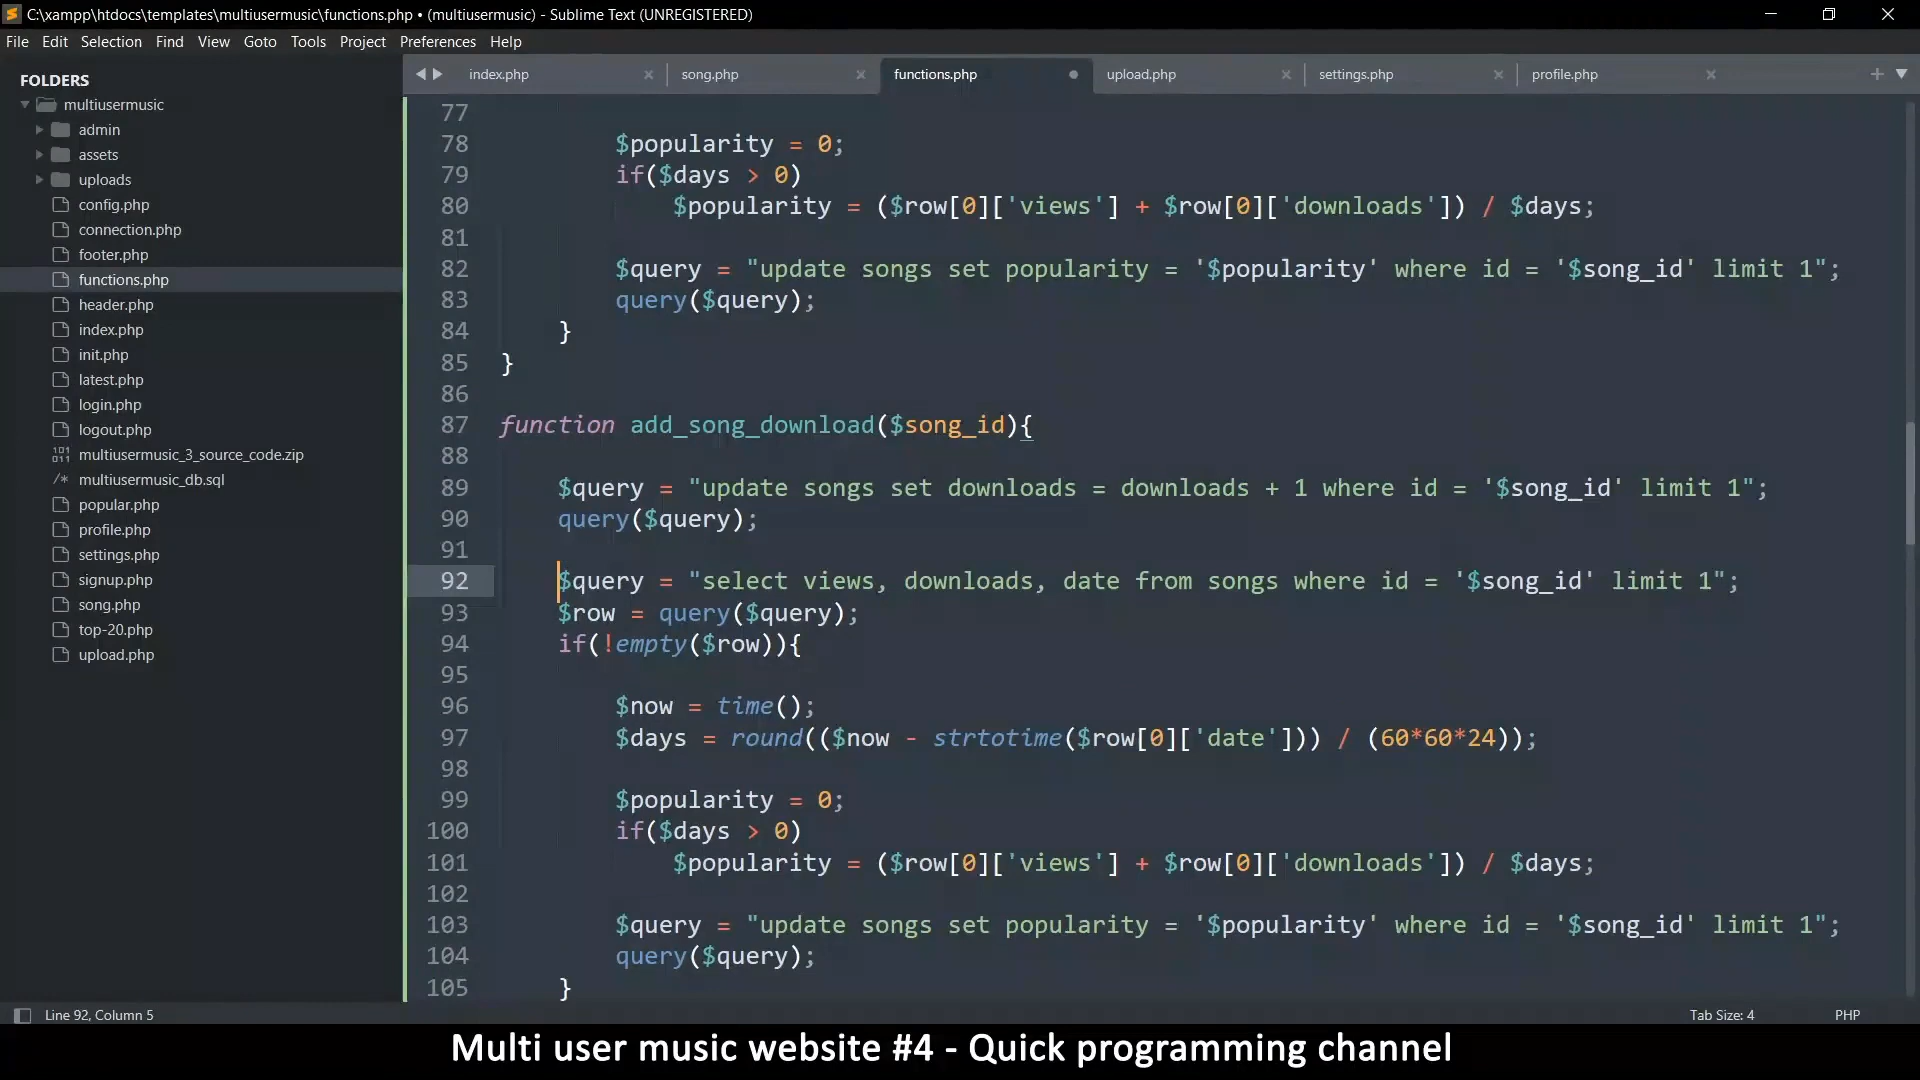 C:\xampp\htdocs\templates\multiusermusic\functions.php • (multiusermusic) - Sublime Text (UNREGISTERED)
File Edit Selection Find View Goto Tools Project Preferences Help
FOLDERS
multiusermusic
admin
assets
uploads
config.php
connection.php
footer.php
functions.php
header.php
index.php
init.php
latest.php
login.php
logout.php
multiusermusic_3_source_code.zip
multiusermusic_db.sql
popular.php
profile.php
settings.php
signup.php
song.php
top-20.php
upload.php
index.php song.php functions.php upload.php settings.php profile.php
77
78 $popularity = 0;
79 if($days > 0)
80 $popularity = ($row[0]['views'] + $row[0]['downloads']) / $days;
81
82 $query = "update songs set popularity = '$popularity' where id = '$song_id' limit 1";
83 query($query);
84 }
85 }
86
87 function add_song_download($song_id){
88
89 $query = "update songs set downloads = downloads + 1 where id = '$song_id' limit 1";
90 query($query);
91
92 $query = "select views, downloads, date from songs where id = '$song_id' limit 1";
93 $row = query($query);
94 if(!empty($row)){
95
96 $now = time();
97 $days = round(($now - strtotime($row[0]['date'])) / (60*60*24));
98
99 $popularity = 0;
100 if($days > 0)
101 $popularity = ($row[0]['views'] + $row[0]['downloads']) / $days;
102
103 $query = "update songs set popularity = '$popularity' where id = '$song_id' limit 1";
104 query($query);
105 }
Line 92, Column 5 Tab Size: 4 PHP
Multi user music website #4 - Quick programming channel